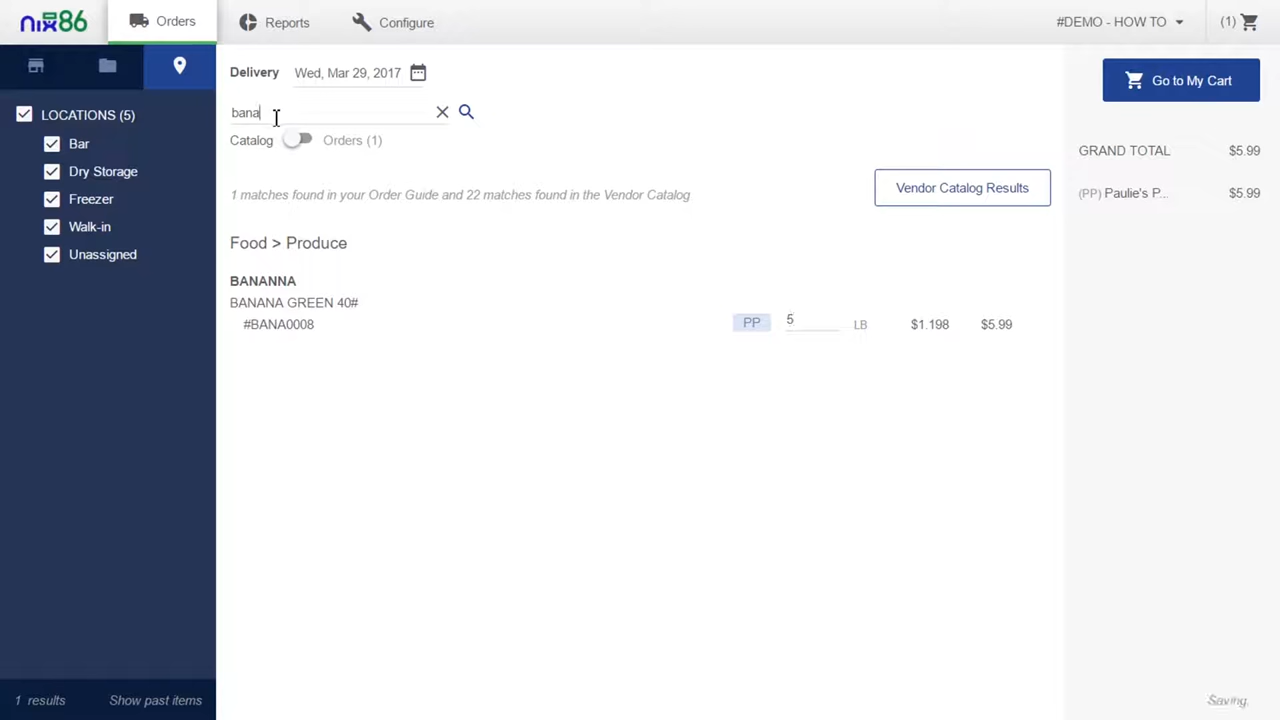 nix86
Orders
Reports
Configure
#DEMO - HOW TO
(1)
LOCATIONS (5)
Bar
Dry Storage
Freezer
Walk-in
Unassigned
1 results
Show past items
Delivery
Wed, Mar 29, 2017
bana
Catalog
Orders (1)
1 matches found in your Order Guide and 22 matches found in the Vendor Catalog
Vendor Catalog Results
Food > Produce
BANANNA
BANANA GREEN 40#
#BANA0008
PP
5
LB
$1.198
$5.99
Go to My Cart
GRAND TOTAL
$5.99
(PP) Paulie's P...
$5.99
Saving.